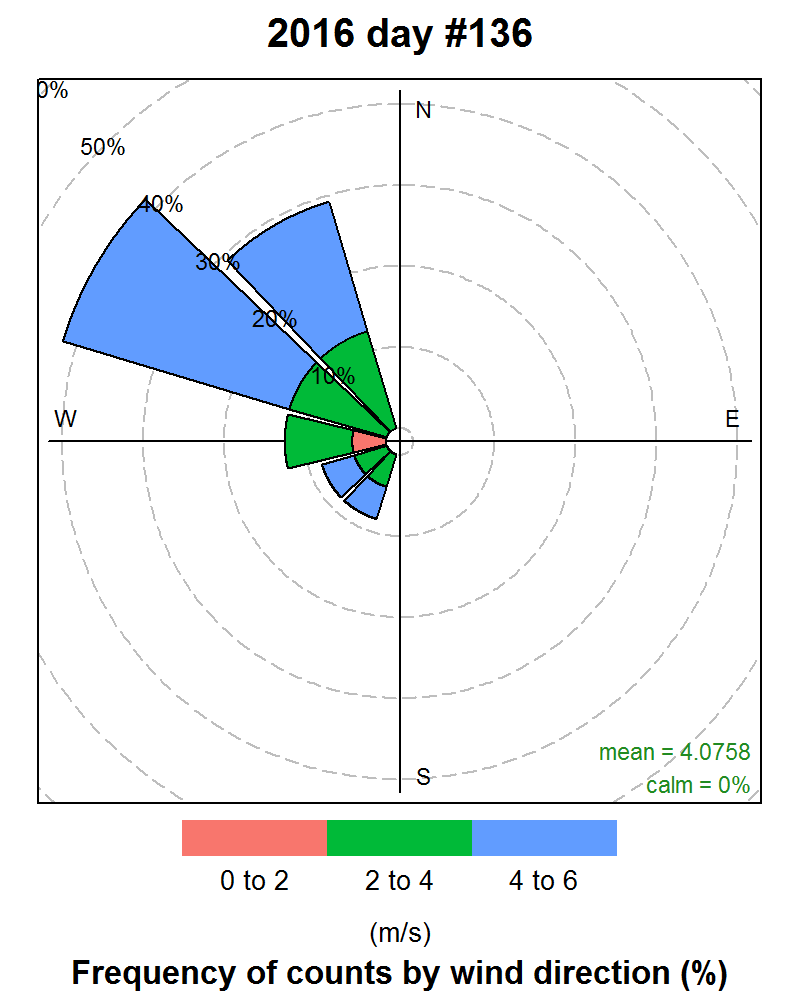 2016 day #136
0%
N
50%
40%
30%
20%
10%
W
E
S
mean = 4.0758
calm = 0%
0 to 2
2 to 4
4 to 6
(m/s)
Frequency of counts by wind direction (%)